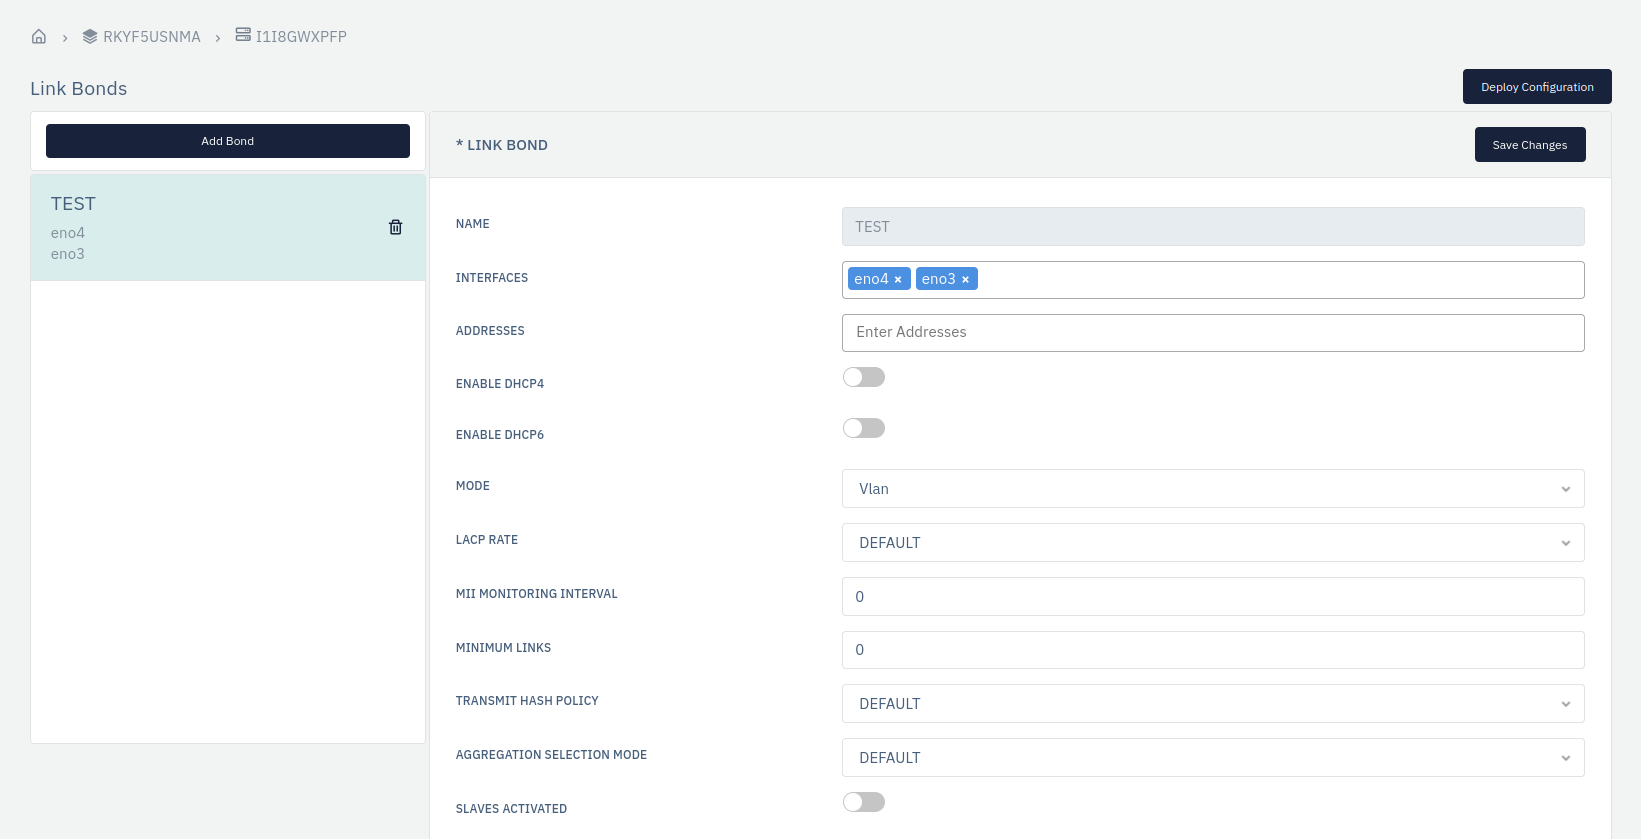 RKYF5USNMA › I1I8GWXPFP
Link Bonds
Deploy Configuration
Add Bond
TEST
eno4
eno3
* LINK BOND
Save Changes
NAME
TEST
INTERFACES
eno4 × eno3 ×
ADDRESSES
Enter Addresses
ENABLE DHCP4
ENABLE DHCP6
MODE
Vlan
LACP RATE
DEFAULT
MII MONITORING INTERVAL
0
MINIMUM LINKS
0
TRANSMIT HASH POLICY
DEFAULT
AGGREGATION SELECTION MODE
DEFAULT
SLAVES ACTIVATED